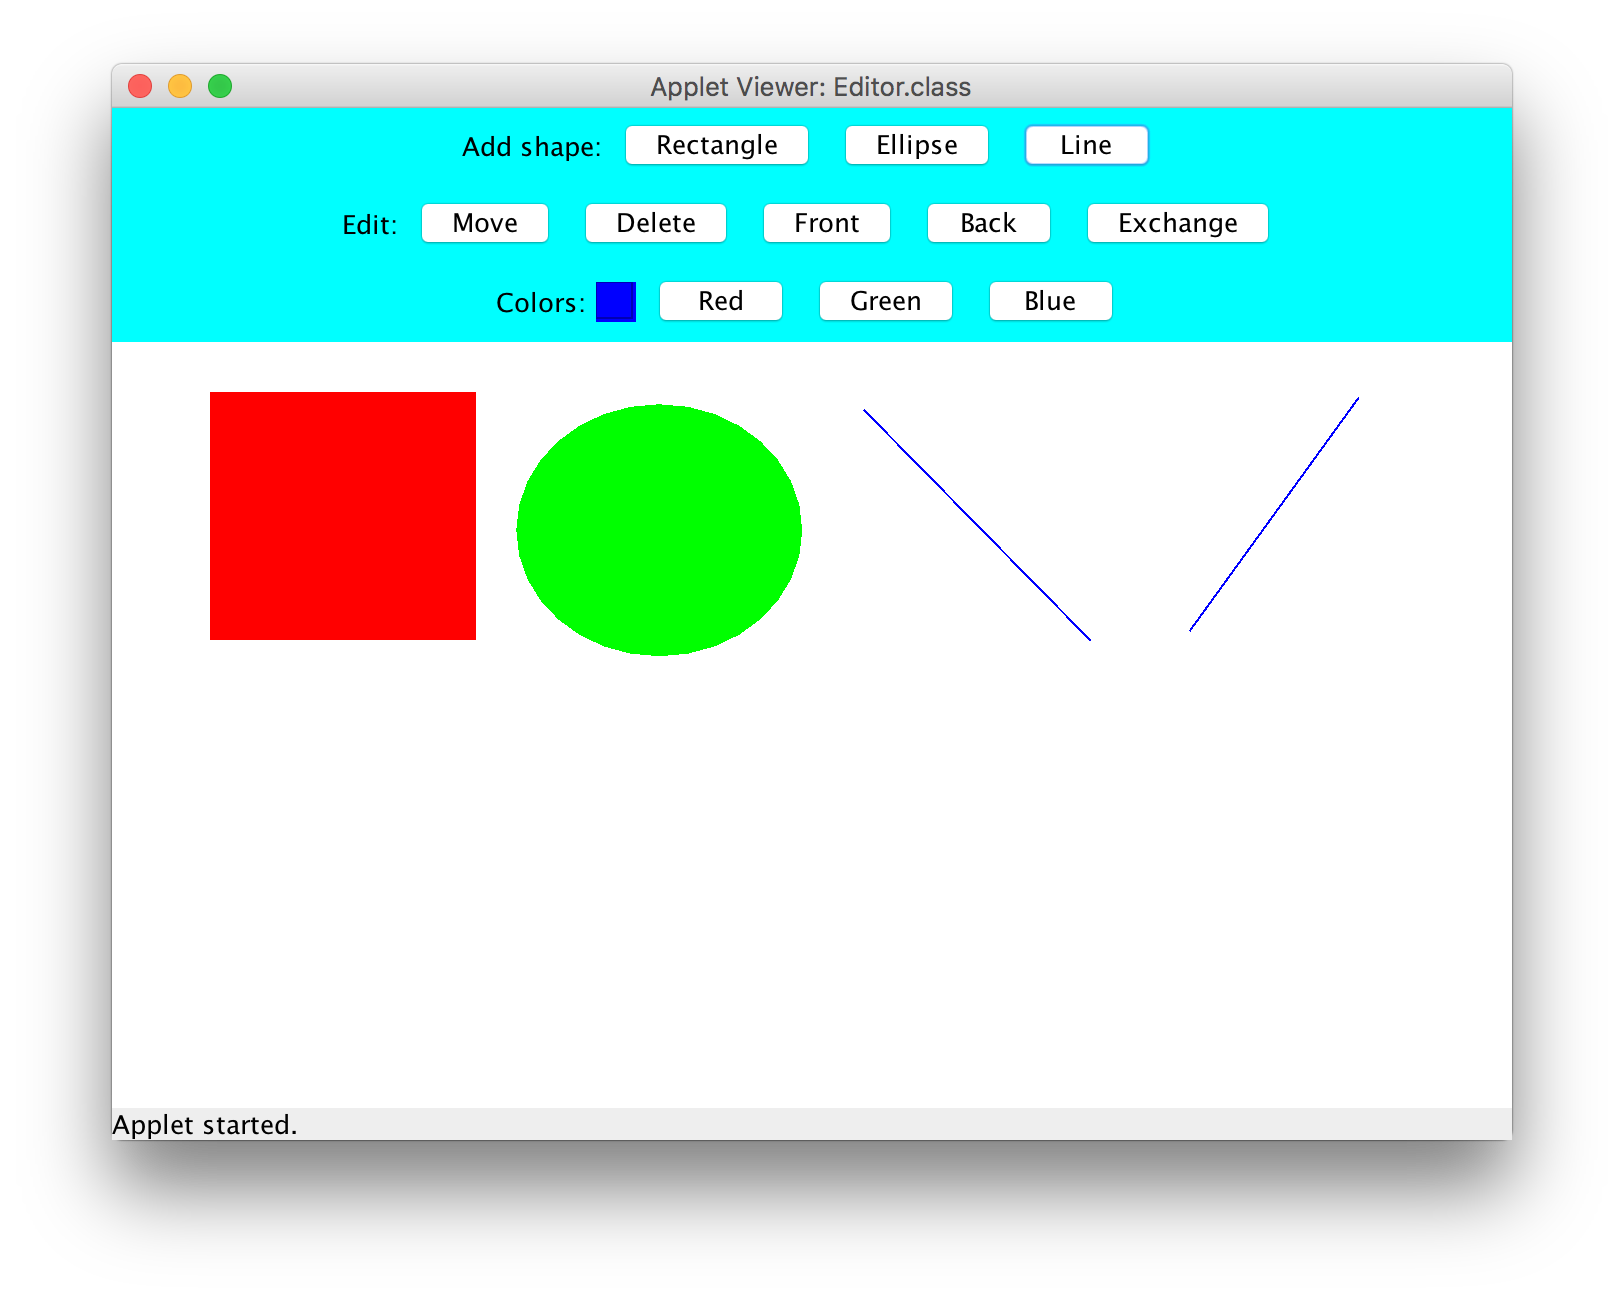 Applet Viewer: Editor.class
Add shape: Rectangle Ellipse Line
Edit: Move Delete Front Back Exchange
Colors: Red Green Blue
Applet started.